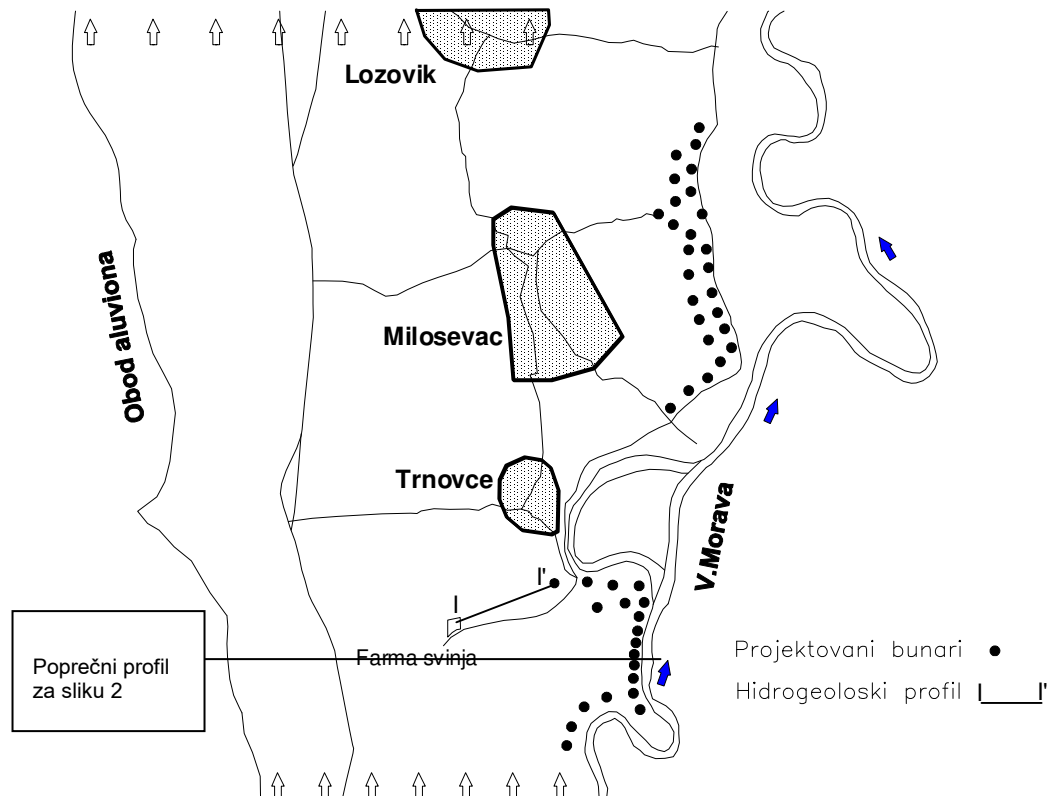 Lozovik
Obod aluviona
Milosevac
Trnovce
V.Morava
I'
I
Farma svinja
Poprečni profil
za sliku 2
Projektovani bunari
Hidrogeoloski profil I I'